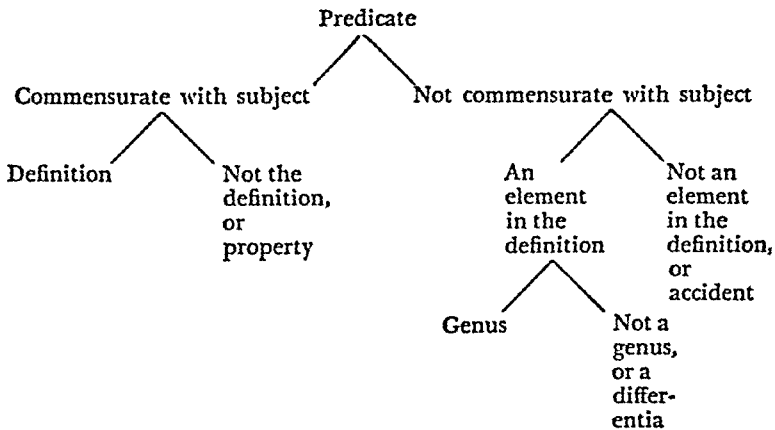 Predicate
Commensurate with subject
Not commensurate with subject
Definition
Not the
definition,
or
property
An
element
in the
definition
Not an
element
in the
definition,
or
accident
Genus
Not a
genus,
or a
differ-
entia